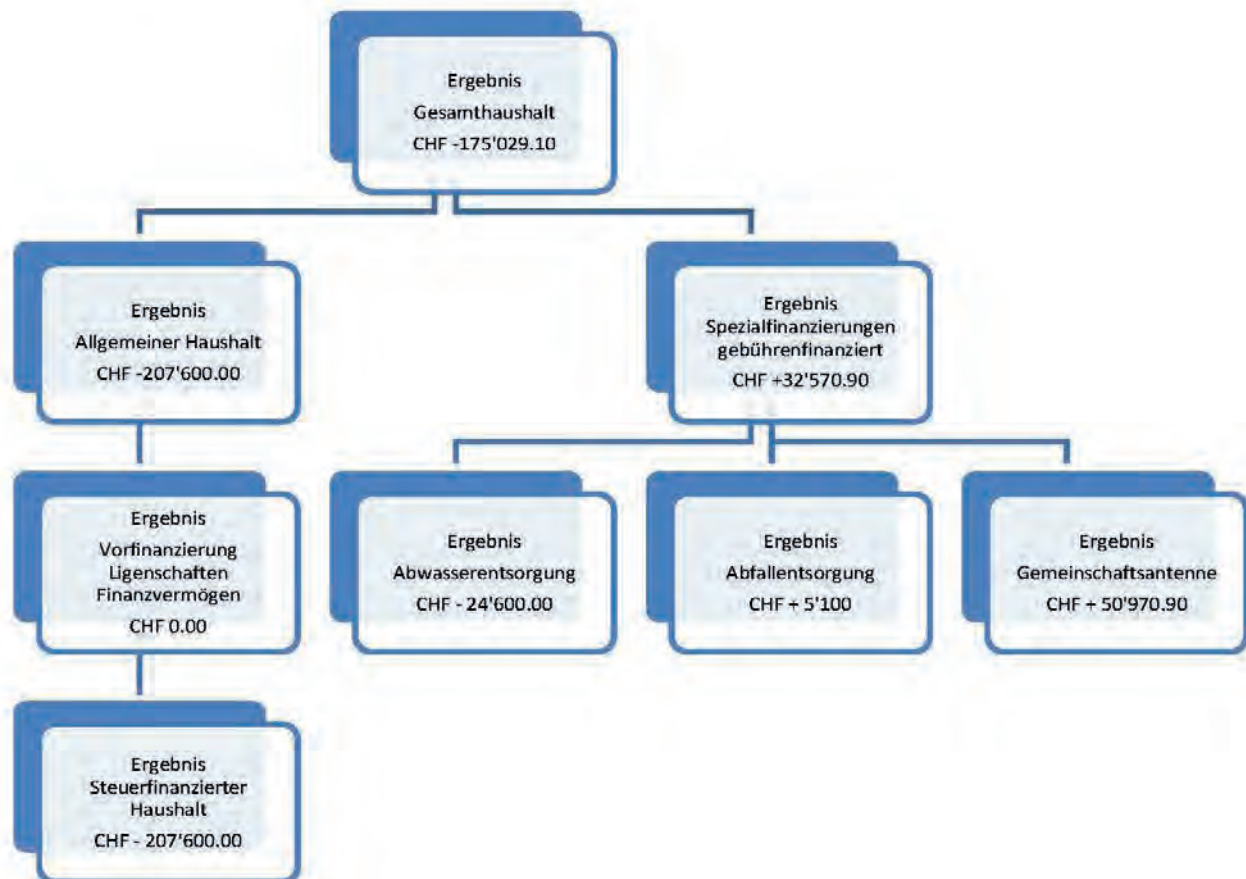 Ergebnis
Gesamthaushalt
CHF -175'029.10
Ergebnis
Allgemeiner Haushalt
CHF -207'600.00
Ergebnis
Spezialfinanzierungen
gebührenfinanziert
CHF +32'570.90
Ergebnis
Vorfinanzierung
Ligenschaften
Finanzvermögen
CHF 0.00
Ergebnis
Abwasserentsorgung
CHF - 24'600.00
Ergebnis
Abfallentsorgung
CHF + 5'100
Ergebnis
Gemeinschaftsantenne
CHF + 50'970.90
Ergebnis
Steuerfinanzierter
Haushalt
CHF - 207'600.00